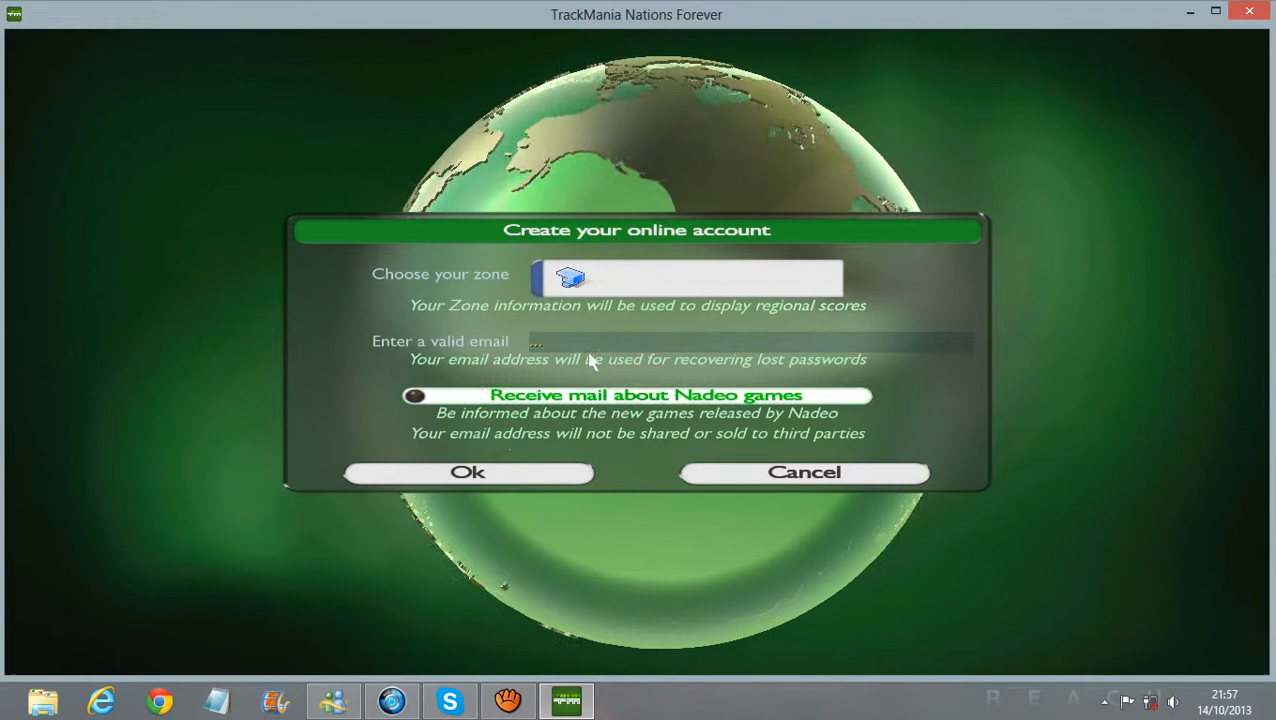 TrackMania Nations Forever
Create your online account
Choose your zone
Your Zone information will be used to display regional scores
Enter a valid email ...
Your email address will be used for recovering lost passwords
Receive mail about Nadeo games
Be informed about the new games released by Nadeo
Your email address will not be shared or sold to third parties
Ok Cancel
REACH
21:57
14/10/2013